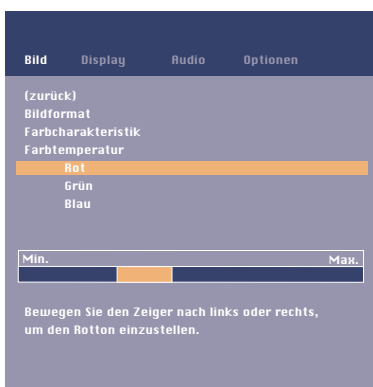 Bild Display Audio Optionen
(zurück)
Bildformat
Farbcharakteristik
Farbtemperatur
Rot
Grün
Blau
Min. Max.
Bewegen Sie den Zeiger nach links oder rechts,
um den Rotton einzustellen.